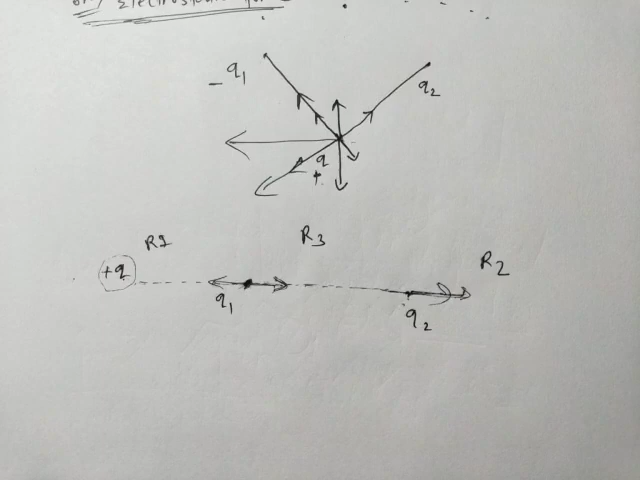 Electrostatic
- q1
q2
q
+
R1
R3
R2
+q
q1
q2